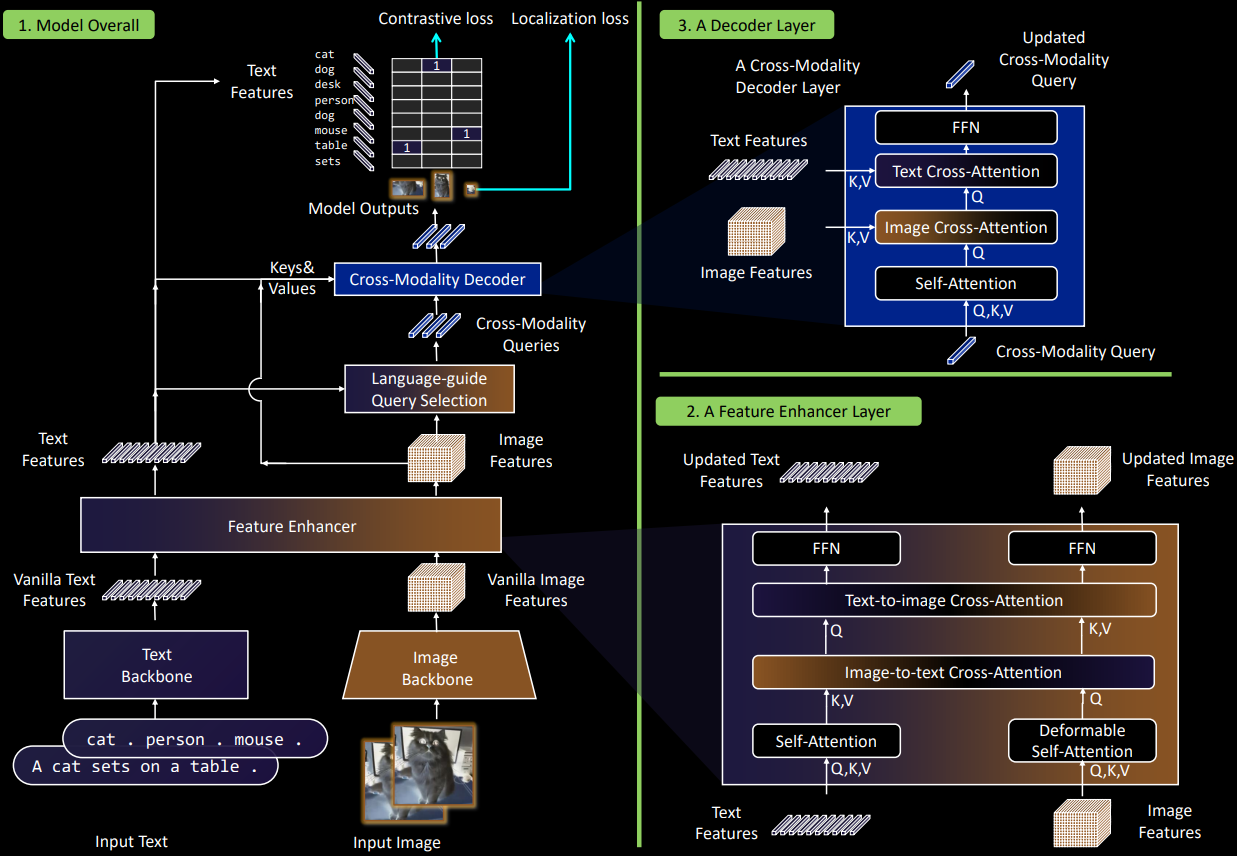 1. Model Overall
Contrastive loss
Localization loss
Text
Features
cat
dog
desk
person
dog
mouse
table
sets
1
1
1
Model Outputs
Keys&
Values
Cross-Modality Decoder
Cross-Modality
Queries
Language-guide
Query Selection
Text
Features
Image
Features
Feature Enhancer
Vanilla Text
Features
Vanilla Image
Features
Text
Backbone
Image
Backbone
cat . person . mouse .
A cat sets on a table .
Input Text
Input Image
3. A Decoder Layer
A Cross-Modality
Decoder Layer
Updated
Cross-Modality
Query
FFN
Text Features
K,V
Text Cross-Attention
Q
Image Cross-Attention
K,V
Q
Image Features
Self-Attention
Q,K,V
Cross-Modality Query
2. A Feature Enhancer Layer
Updated Text
Features
Updated Image
Features
FFN
FFN
Text-to-image Cross-Attention
Q
K,V
Image-to-text Cross-Attention
K,V
Q
Self-Attention
Deformable
Self-Attention
Q,K,V
Q,K,V
Text
Features
Image
Features